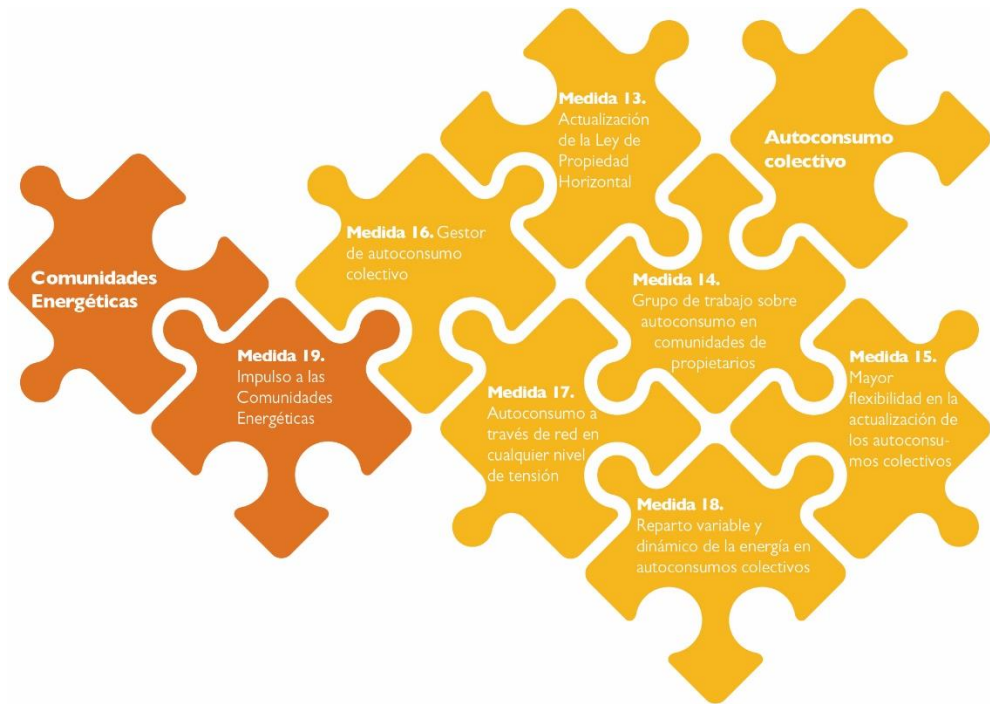 Medida 13.
Actualización
de la Ley de
Propiedad
Horizontal
Autoconsumo
colectivo
Medida 16. Gestor
de autoconsumo
colectivo
Comunidades
Energéticas
Medida 14.
Grupo de trabajo sobre
autoconsumo en
comunidades de
propietarios
Medida 19.
Impulso a las
Comunidades
Energéticas
Medida 15.
Mayor
flexibilidad en la
actualización de
los autoconsu-
mos colectivos
Medida 17.
Autoconsumo a
través de red en
cualquier nivel
de tensión
Medida 18.
Reparto variable y
dinámico de la energía en
autoconsumos colectivos